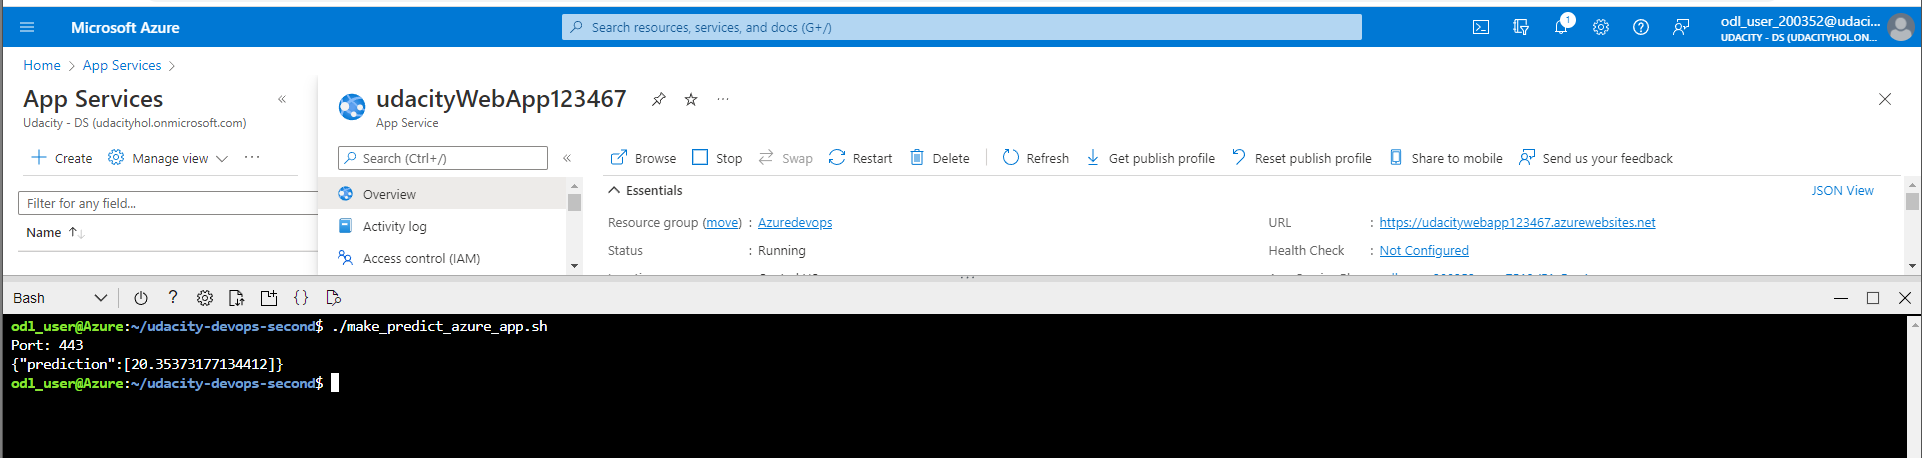 Microsoft Azure
Search resources, services, and docs (G+/)
1
odl_user_200352@udaci...
UDACITY - DS (UDACITYHOL.ON...
Home > App Services >
App Services
Udacity - DS (udacityhol.onmicrosoft.com)
+ Create Manage view ...
Filter for any field...
Name ↑↓
udacityWebApp123467 ...
App Service
Search (Ctrl+/)
Overview
Activity log
Access control (IAM)
Browse Stop Swap Restart Delete Refresh Get publish profile Reset publish profile Share to mobile Send us your feedback
Essentials
JSON View
Resource group (move) : Azuredevops
URL : https://udacitywebapp123467.azurewebsites.net
Status : Running
Health Check : Not Configured
Bash ? {}
odl_user@Azure:~/udacity-devops-second$ ./make_predict_azure_app.sh
Port: 443
{"prediction":[20.35373177134412]}
odl_user@Azure:~/udacity-devops-second$